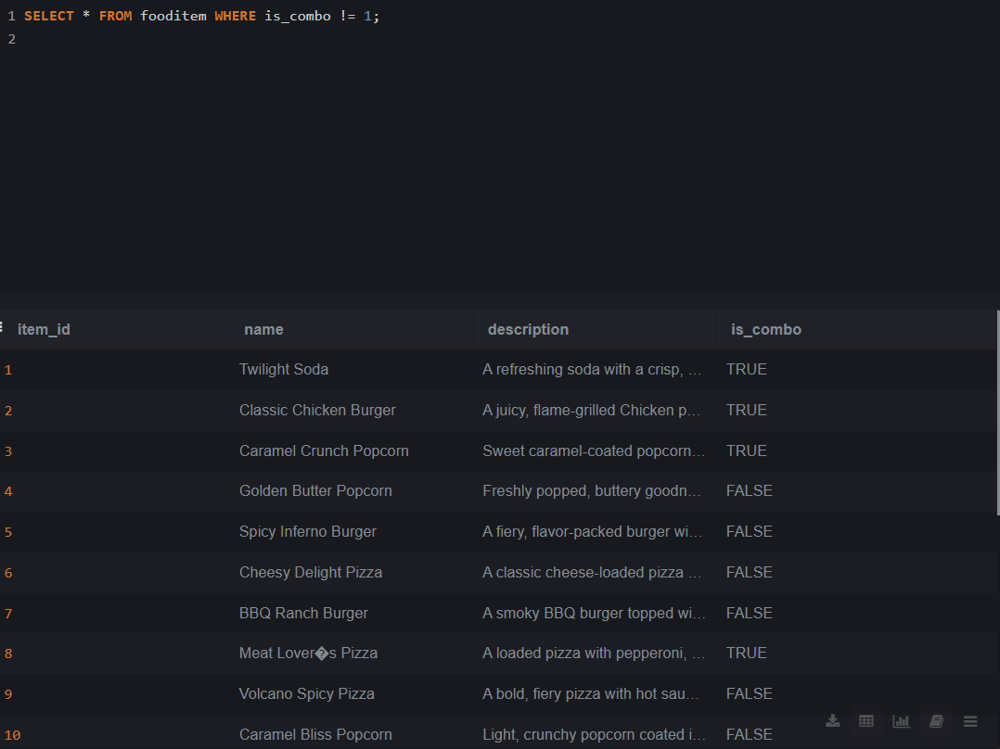 1 SELECT * FROM fooditem WHERE is_combo != 1;
2
item_id name description is_combo
1 Twilight Soda A refreshing soda with a crisp, ... TRUE
2 Classic Chicken Burger A juicy, flame-grilled Chicken p... TRUE
3 Caramel Crunch Popcorn Sweet caramel-coated popcorn... TRUE
4 Golden Butter Popcorn Freshly popped, buttery goodn... FALSE
5 Spicy Inferno Burger A fiery, flavor-packed burger wi... FALSE
6 Cheesy Delight Pizza A classic cheese-loaded pizza ... FALSE
7 BBQ Ranch Burger A smoky BBQ burger topped wi... FALSE
8 Meat Lover�s Pizza A loaded pizza with pepperoni, ... TRUE
9 Volcano Spicy Pizza A bold, fiery pizza with hot sau... FALSE
10 Caramel Bliss Popcorn Light, crunchy popcorn coated i... FALSE